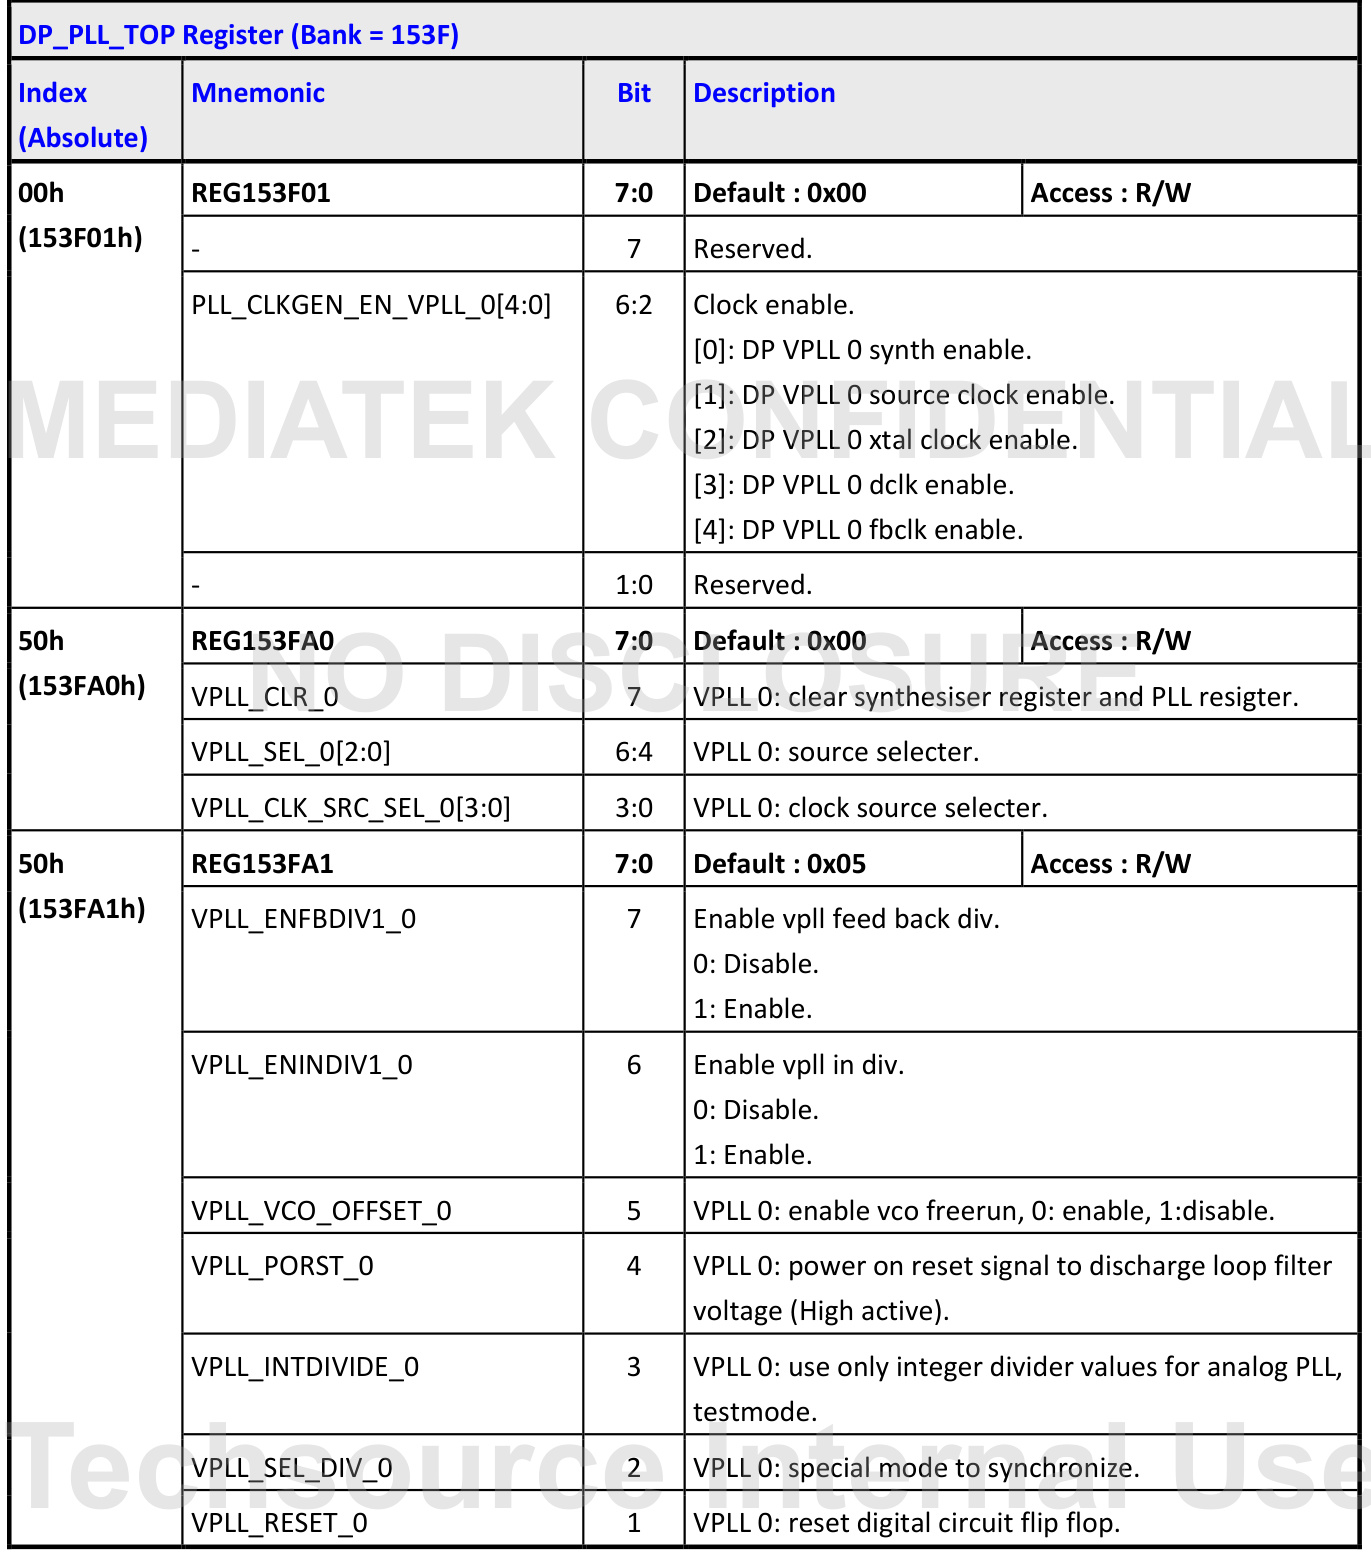 DP_PLL_TOP Register (Bank = 153F)
Index (Absolute) Mnemonic Bit Description
00h (153F01h) REG153F01 7:0 Default : 0x00 Access : R/W
- 7 Reserved.
PLL_CLKGEN_EN_VPLL_0[4:0] 6:2 Clock enable.
[0]: DP VPLL 0 synth enable.
[1]: DP VPLL 0 source clock enable.
[2]: DP VPLL 0 xtal clock enable.
[3]: DP VPLL 0 dclk enable.
[4]: DP VPLL 0 fbclk enable.
- 1:0 Reserved.
50h (153FA0h) REG153FA0 7:0 Default : 0x00 Access : R/W
VPLL_CLR_0 7 VPLL 0: clear synthesiser register and PLL resigter.
VPLL_SEL_0[2:0] 6:4 VPLL 0: source selecter.
VPLL_CLK_SRC_SEL_0[3:0] 3:0 VPLL 0: clock source selecter.
50h (153FA1h) REG153FA1 7:0 Default : 0x05 Access : R/W
VPLL_ENFBDIV1_0 7 Enable vpll feed back div.
0: Disable.
1: Enable.
VPLL_ENINDIV1_0 6 Enable vpll in div.
0: Disable.
1: Enable.
VPLL_VCO_OFFSET_0 5 VPLL 0: enable vco freerun, 0: enable, 1:disable.
VPLL_PORST_0 4 VPLL 0: power on reset signal to discharge loop filter
voltage (High active).
VPLL_INTDIVIDE_0 3 VPLL 0: use only integer divider values for analog PLL,
testmode.
VPLL_SEL_DIV_0 2 VPLL 0: special mode to synchronize.
VPLL_RESET_0 1 VPLL 0: reset digital circuit flip flop.
MEDIATEK CONFIDENTIAL
NO DISCLOSURE
Techsource Internal Use